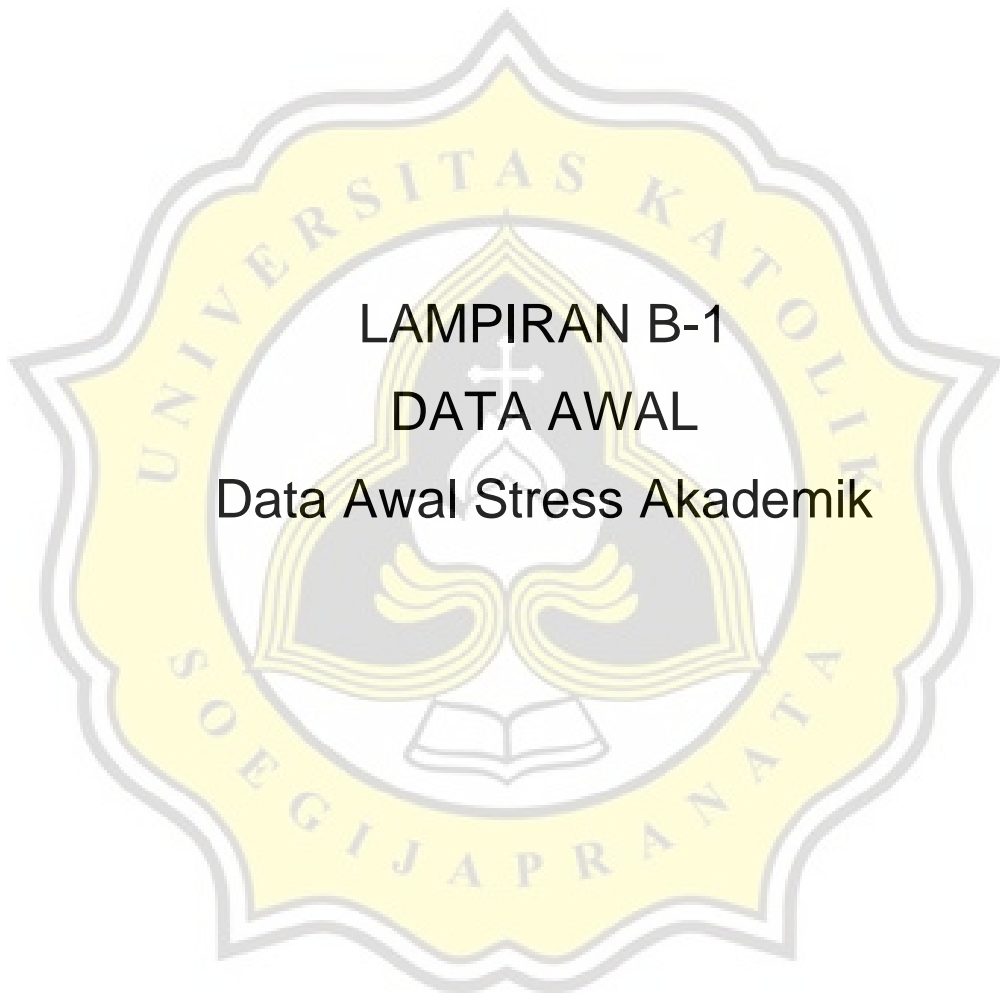 LAMPIRAN B-1
DATA AWAL
Data Awal Stress Akademik
UNIVERSITAS KATOLIK
SOEGIJAPRANATA